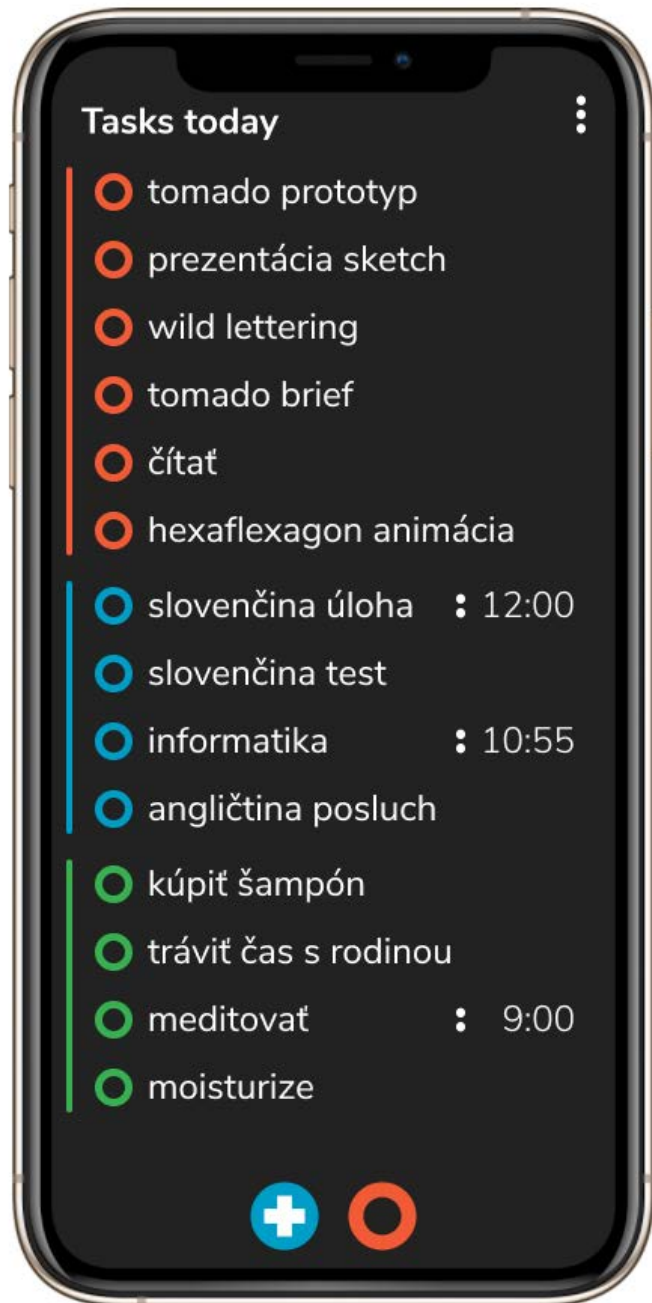 Tasks today
tomado prototyp
prezentácia sketch
wild lettering
tomado brief
čítať
hexaflexagon animácia
slovenčina úloha : 12:00
slovenčina test
informatika : 10:55
angličtina posluch
kúpiť šampón
tráviť čas s rodinou
meditovať : 9:00
moisturize